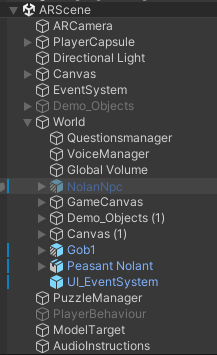 ARScene
ARCamera
PlayerCapsule
Directional Light
Canvas
EventSystem
Demo_Objects
World
Questionsmanager
VoiceManager
Global Volume
NolanNpc
GameCanvas
Demo_Objects (1)
Canvas (1)
Gob1
Peasant Nolant
UI_EventSystem
PuzzleManager
PlayerBehaviour
ModelTarget
AudioInstructions